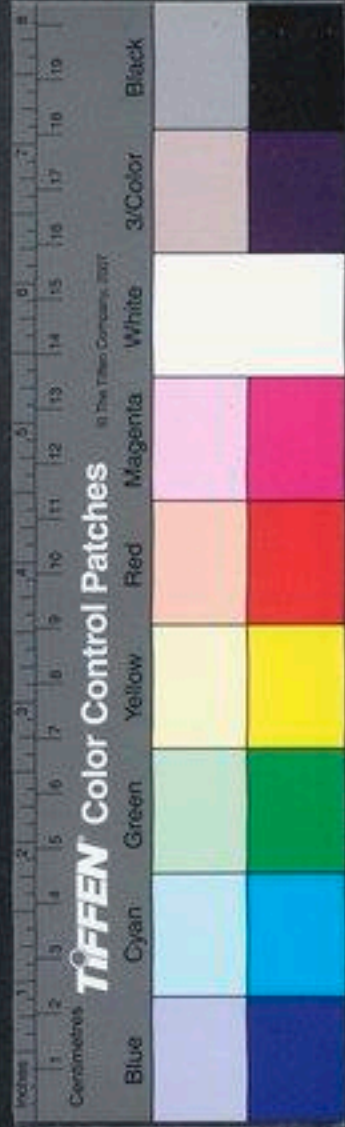 Inches 1 2 3 4 5 6 7 8
Centimetres 1 2 3 4 5 6 7 8 9 10 11 12 13 14 15 16 17 18 19
TIFFEN® Color Control Patches © The Tiffen Company, 2007
Blue Cyan Green Yellow Red Magenta White 3/Color Black